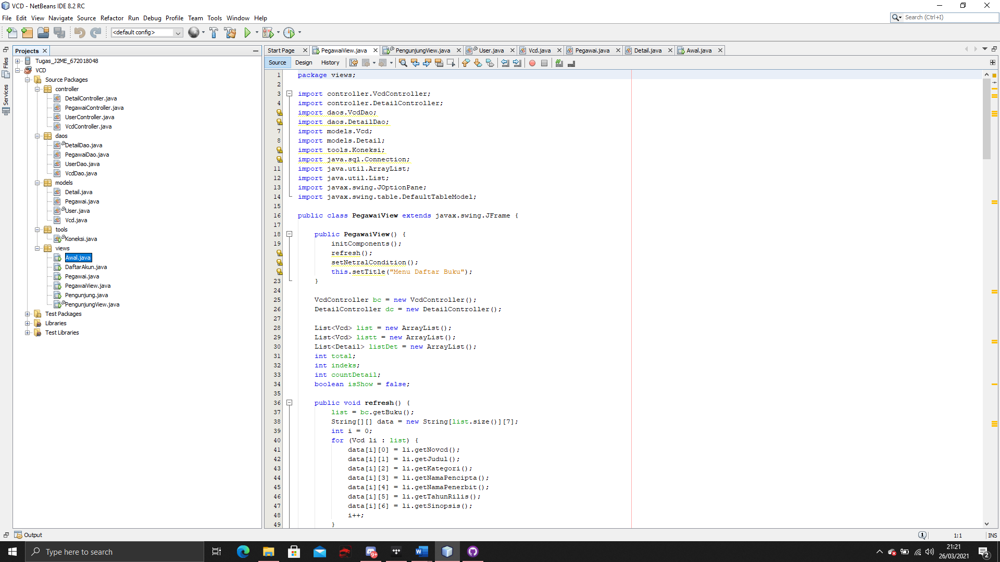 VCD - NetBeans IDE 8.2 RC
File Edit View Navigate Source Refactor Run Debug Profile Team Tools Window Help
Search (Ctrl+I)
<default config>
Files
Services
Projects
Tugas_J2ME_672018048
VCD
Source Packages
controller
DetailController.java
PegawaiController.java
UserController.java
VcdController.java
daos
DetailDao.java
PegawaiDao.java
UserDao.java
VcdDao.java
models
Detail.java
Pegawai.java
User.java
Vcd.java
tools
Koneksi.java
views
Awal.java
DaftarAkun.java
Pegawai.java
PegawaiView.java
Pengunjung.java
PengunjungView.java
Test Packages
Libraries
Test Libraries
Start Page PegawaiView.java PengunjungView.java User.java Vcd.java Pegawai.java Detail.java Awal.java
Source Design History
1 package views;
2
3 import controller.VcdController;
4 import controller.DetailController;
import daos.VcdDao;
import daos.DetailDao;
7 import models.Vcd;
8 import models.Detail;
import tools.Koneksi;
import java.sql.Connection;
11 import java.util.ArrayList;
12 import java.util.List;
13 import javax.swing.JOptionPane;
14 import javax.swing.table.DefaultTableModel;
15
16 public class PegawaiView extends javax.swing.JFrame {
17
18 public PegawaiView() {
19 initComponents();
refresh();
setNetralCondition();
this.setTitle("Menu Daftar Buku");
23 }
24
25 VcdController bc = new VcdController();
26 DetailController dc = new DetailController();
27
28 List<Vcd> list = new ArrayList();
29 List<Vcd> listt = new ArrayList();
30 List<Detail> listDet = new ArrayList();
31 int total;
32 int indeks;
33 int countDetail;
34 boolean isShow = false;
35
36 public void refresh() {
37 list = bc.getBuku();
38 String[][] data = new String[list.size()][7];
39 int i = 0;
40 for (Vcd li : list) {
41 data[i][0] = li.getNovcd();
42 data[i][1] = li.getJudul();
43 data[i][2] = li.getKategori();
44 data[i][3] = li.getNamaPencipta();
45 data[i][4] = li.getNamaPenerbit();
46 data[i][5] = li.getTahunRilis();
47 data[i][6] = li.getSinopsis();
48 i++;
49 }
Output
1
1:1
INS
Type here to search
9+
21:21
26/03/2021
2